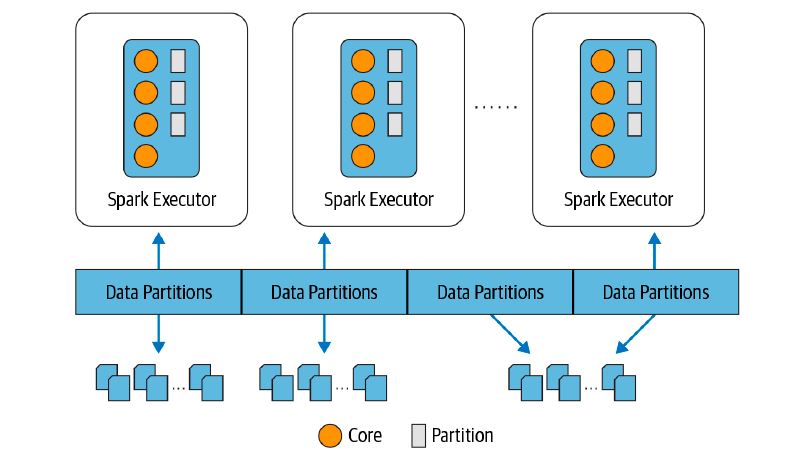 Spark Executor
Spark Executor
......
Spark Executor
Data Partitions
Data Partitions
Data Partitions
Data Partitions
...
...
...
Core
Partition